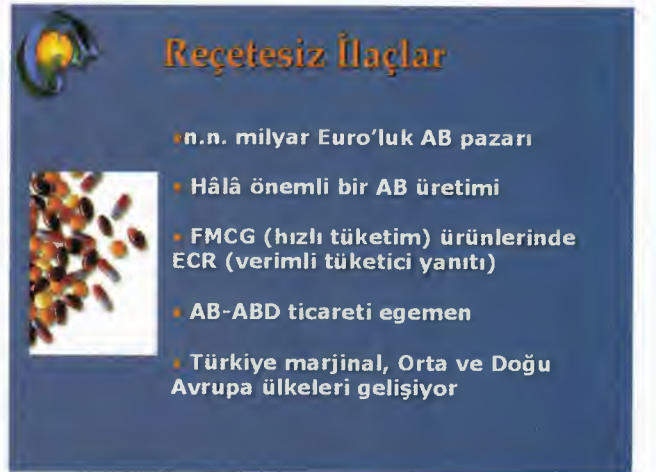 Reçetesiz İlaçlar
•n.n. milyar Euro'luk AB pazarı
• Hâlâ önemli bir AB üretimi
• FMCG (hızlı tüketim) ürünlerinde
ECR (verimli tüketici yanıtı)
• AB-ABD ticareti egemen
• Türkiye marjinal, Orta ve Doğu
Avrupa ülkeleri gelişiyor